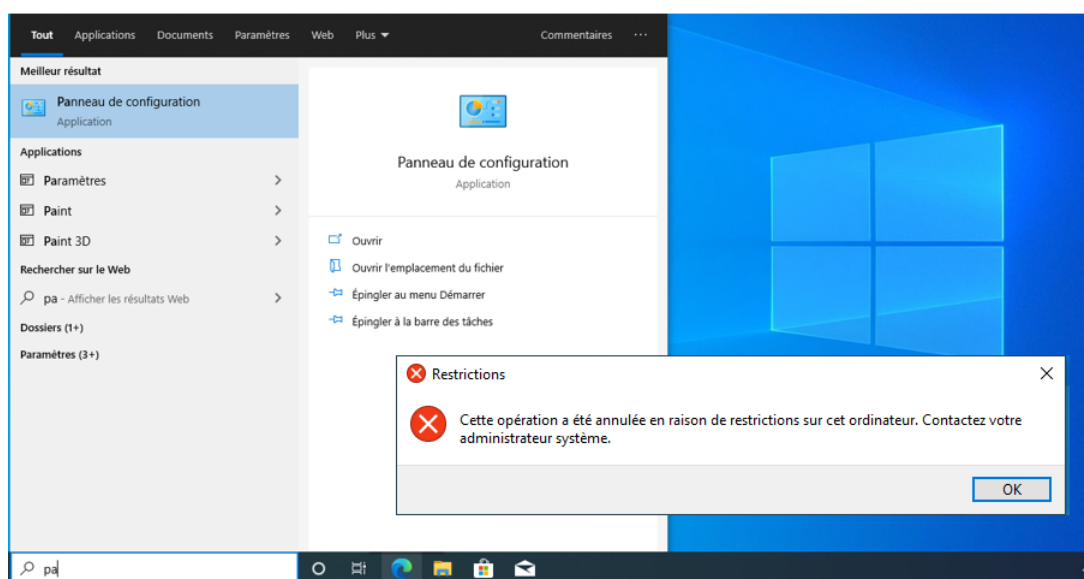 Tout Applications Documents Paramètres Web Plus Commentaires ...
Meilleur résultat
Panneau de configuration
Application
Applications
Paramètres
Paint
Paint 3D
Rechercher sur le Web
pa - Afficher les résultats Web
Dossiers (1+)
Paramètres (3+)
Panneau de configuration
Application
Ouvrir
Ouvrir l'emplacement du fichier
Épingler au menu Démarrer
Épingler à la barre des tâches
Restrictions
Cette opération a été annulée en raison de restrictions sur cet ordinateur. Contactez votre
administrateur système.
OK
pa